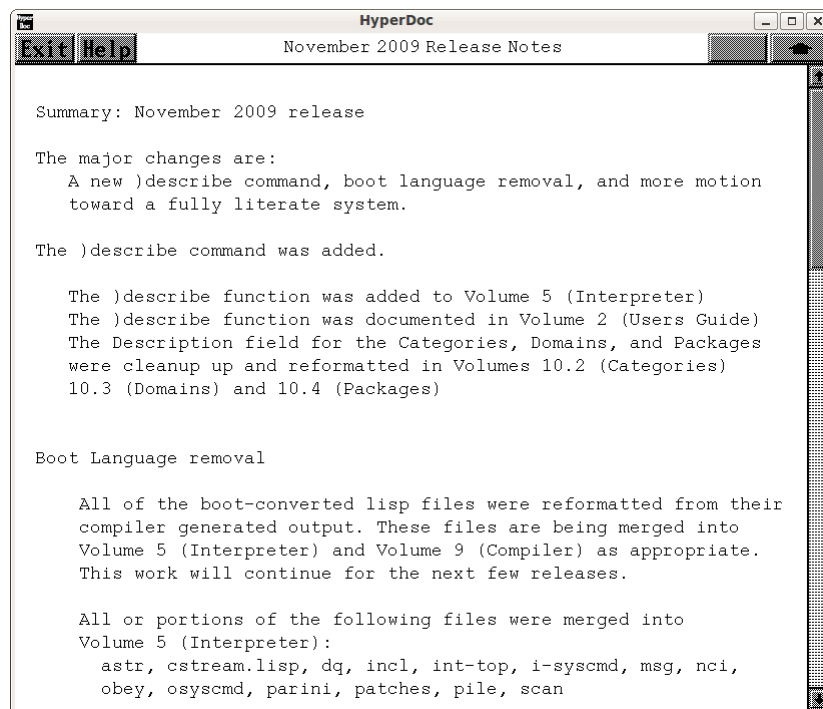 Hyper
Doc
HyperDoc
Exit Help
November 2009 Release Notes
Summary: November 2009 release
The major changes are:
A new )describe command, boot language removal, and more motion
toward a fully literate system.
The )describe command was added.
The )describe function was added to Volume 5 (Interpreter)
The )describe function was documented in Volume 2 (Users Guide)
The Description field for the Categories, Domains, and Packages
were cleanup up and reformatted in Volumes 10.2 (Categories)
10.3 (Domains) and 10.4 (Packages)
Boot Language removal
All of the boot-converted lisp files were reformatted from their
compiler generated output. These files are being merged into
Volume 5 (Interpreter) and Volume 9 (Compiler) as appropriate.
This work will continue for the next few releases.
All or portions of the following files were merged into
Volume 5 (Interpreter):
astr, cstream.lisp, dq, incl, int-top, i-syscmd, msg, nci,
obey, osyscmd, parini, patches, pile, scan